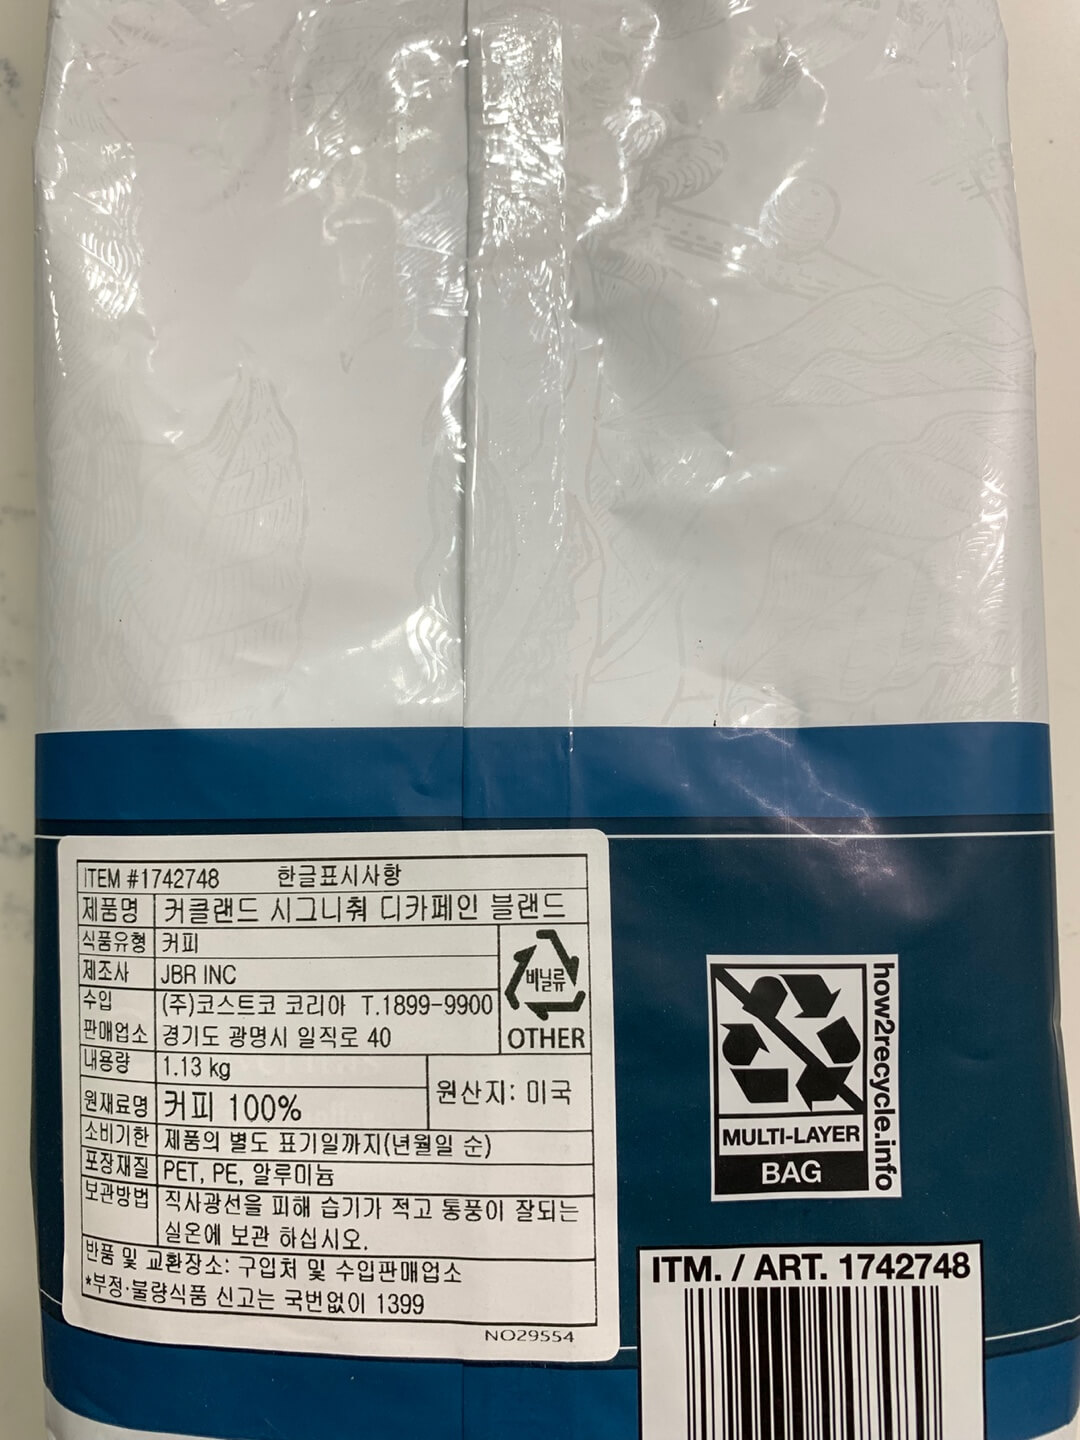 ITEM #1742748 한글표시사항
제품명 커클랜드 시그니춰 디카페인 블랜드
식품유형 커피
제조사 JBR INC
수입 (주)코스트코 코리아 T.1899-9900
판매업소 경기도 광명시 일직로 40
비닐류
OTHER
내용량 1.13 kg
원산지: 미국
원재료명 커피 100%
소비기한 제품의 별도 표기일까지(년월일 순)
포장재질 PET, PE, 알루미늄
보관방법 직사광선을 피해 습기가 적고 통풍이 잘되는
실온에 보관 하십시오.
반품 및 교환장소: 구입처 및 수입판매업소
*부정·불량식품 신고는 국번없이 1399
NO29554
how2recycle.info
MULTI-LAYER
BAG
ITM. / ART. 1742748